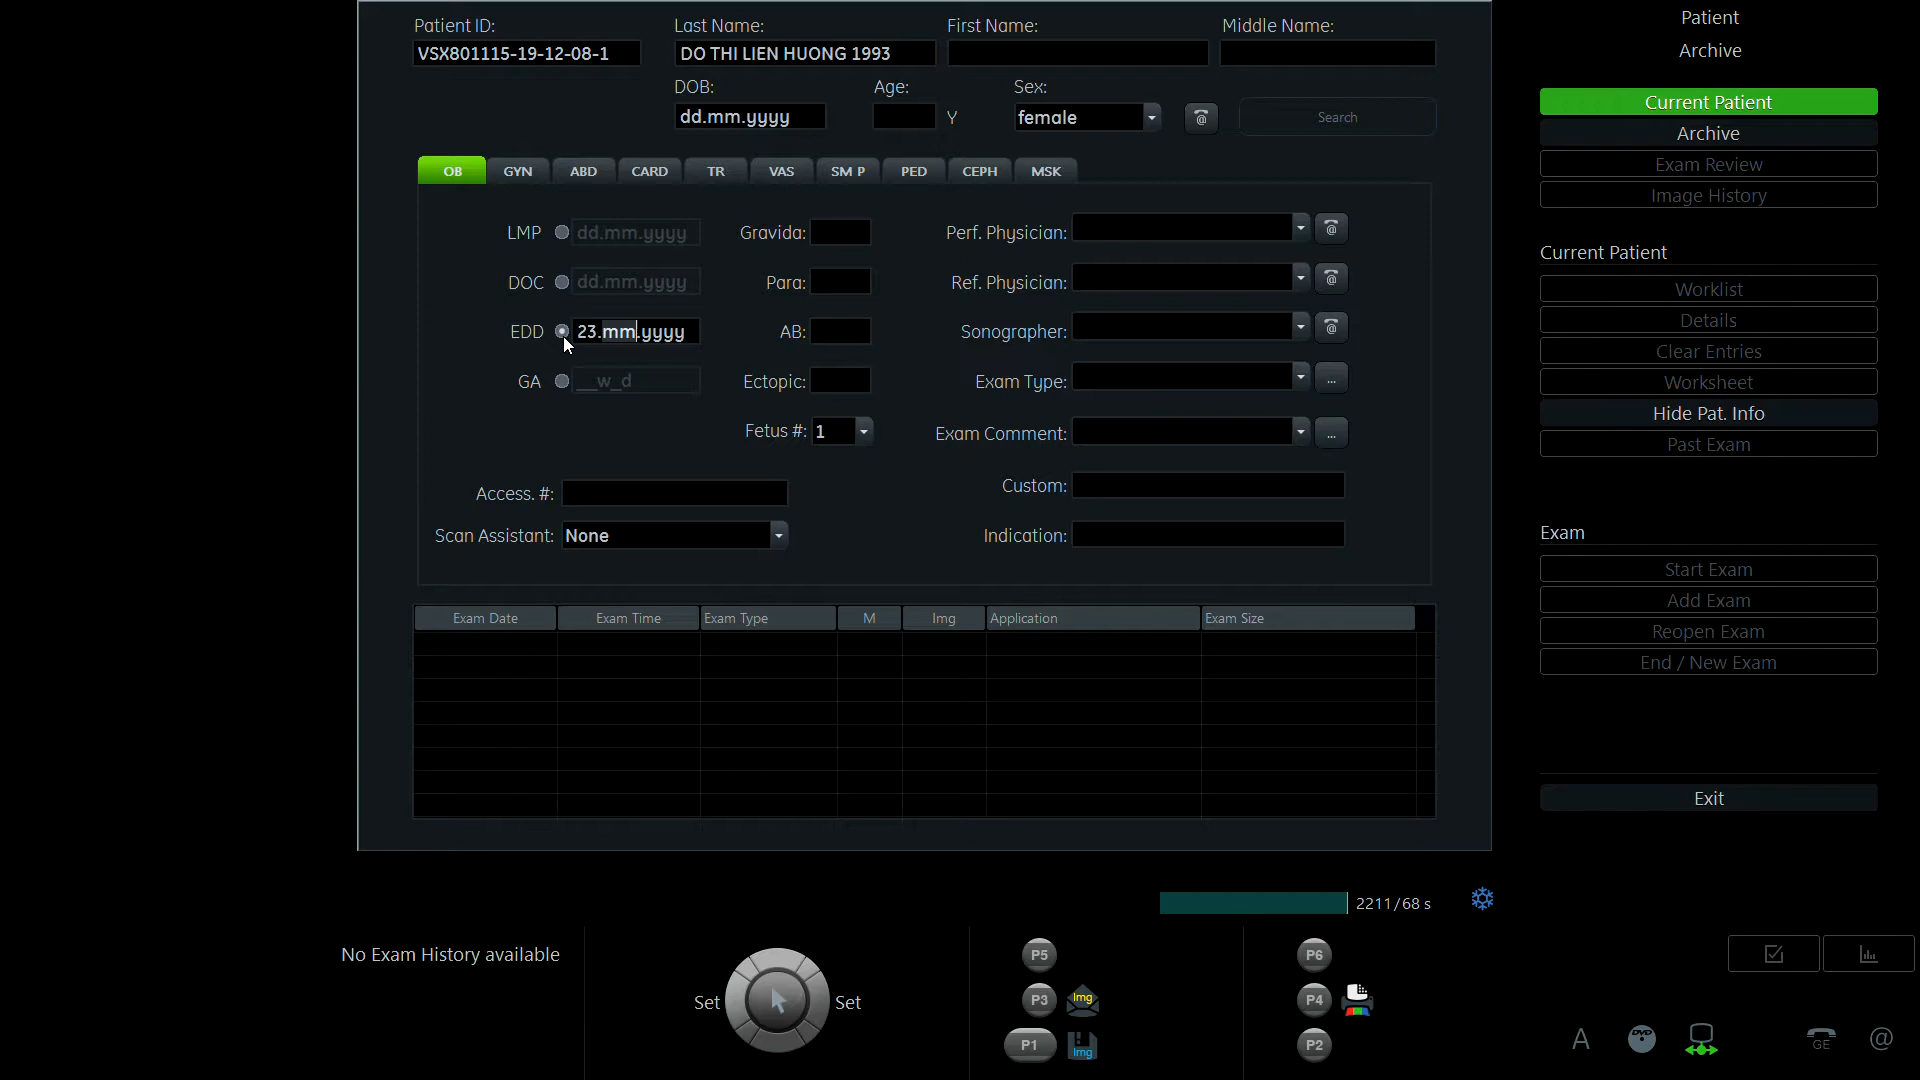 Patient ID: Last Name: First Name: Middle Name:
VSX801115-19-12-08-1 DO THI LIEN HUONG 1993
DOB: Age: Sex:
dd.mm.yyyy Y female @ Search
OB GYN ABD CARD TR VAS SM P PED CEPH MSK
LMP dd.mm.yyyy Gravida: Perf. Physician: @
DOC dd.mm.yyyy Para: Ref. Physician: @
EDD 23.mm.yyyy AB: Sonographer: @
GA __w_d Ectopic: Exam Type: ...
Fetus #: 1 Exam Comment: ...
Access. #: Custom:
Scan Assistant: None Indication:
Exam Date Exam Time Exam Type M Img Application Exam Size
Patient
Archive
Current Patient
Archive
Exam Review
Image History
Current Patient
Worklist
Details
Clear Entries
Worksheet
Hide Pat. Info
Past Exam
Exam
Start Exam
Add Exam
Reopen Exam
End / New Exam
Exit
2211/68 s
No Exam History available
Set Set
P5 P6
P3 Img P4
P1 Img P2
A DVD GE @